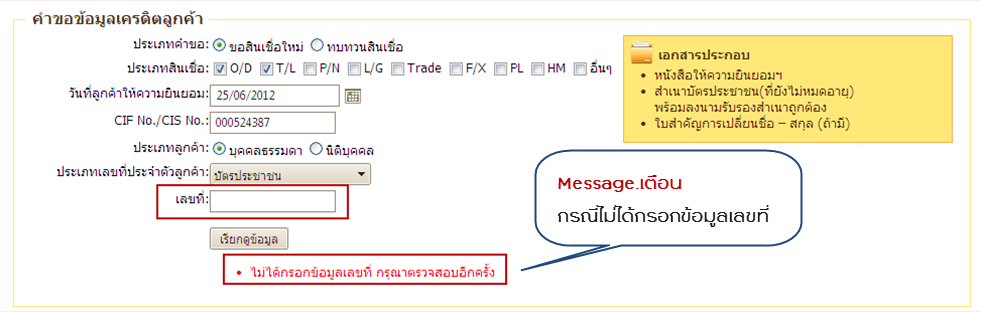 คำขอข้อมูลเครดิตลูกค้า
ประเภทคำขอ: ขอสินเชื่อใหม่ ทบทวนสินเชื่อ
ประเภทสินเชื่อ: O/D T/L P/N L/G Trade F/X PL HM อื่นๆ
วันที่ลูกค้าให้ความยินยอม: 25/06/2012
CIF No./CIS No.: 000524387
ประเภทลูกค้า: บุคคลธรรมดา นิติบุคคล
ประเภทเลขที่ประจำตัวลูกค้า: บัตรประชาชน
เลขที่:
เรียกดูข้อมูล
• ไม่ได้กรอกข้อมูลเลขที่ กรุณาตรวจสอบอีกครั้ง
เอกสารประกอบ
• หนังสือให้ความยินยอมฯ
• สำเนาบัตรประชาชน(ที่ยังไม่หมดอายุ)
พร้อมลงนามรับรองสำเนาถูกต้อง
• ใบสำคัญการเปลี่ยนชื่อ – สกุล (ถ้ามี)
Message.เตือน
กรณีไม่ได้กรอกข้อมูลเลขที่